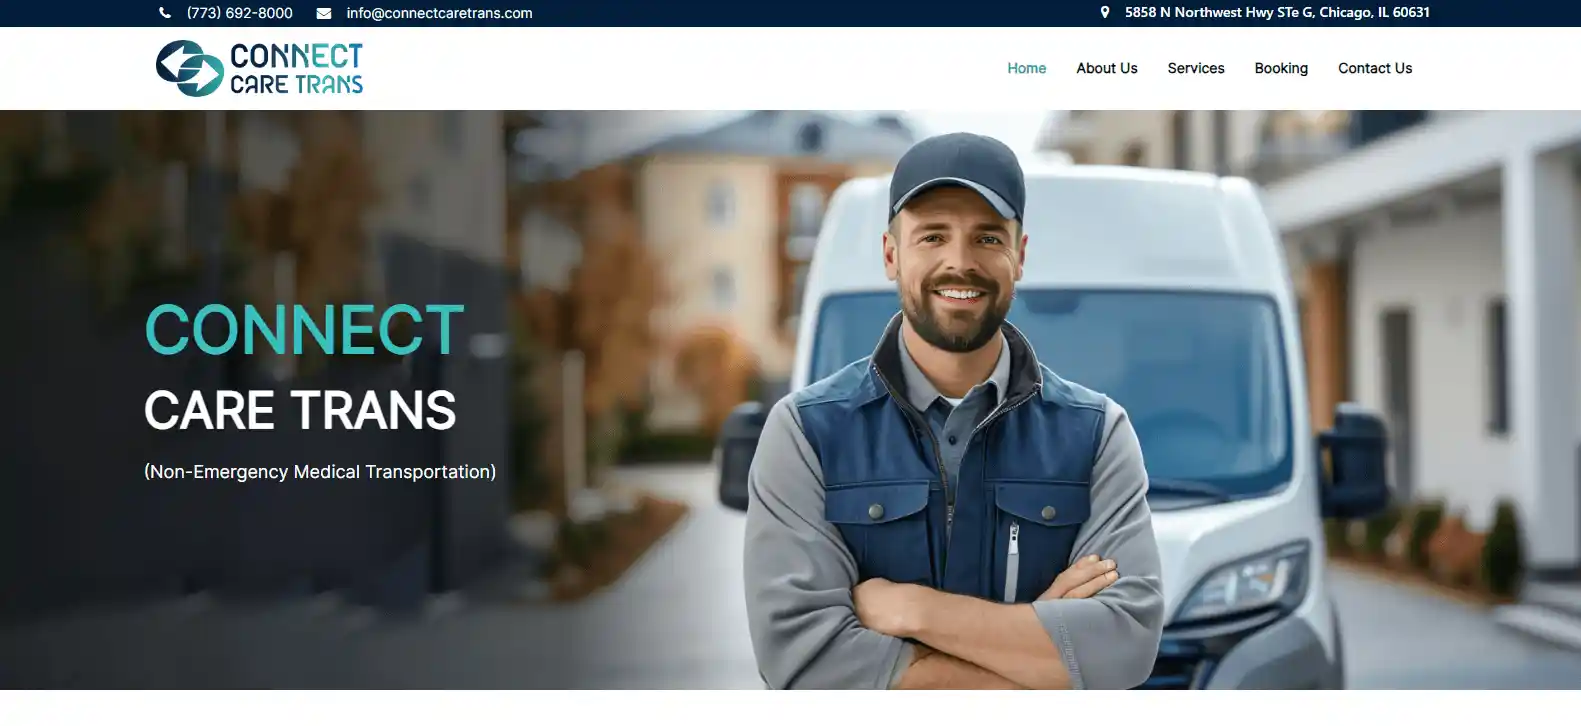 (773) 692-8000 info@connectcaretrans.com 5858 N Northwest Hwy STe G, Chicago, IL 60631
CONNECT
CARE TRANS
Home About Us Services Booking Contact Us
CONNECT
CARE TRANS
(Non-Emergency Medical Transportation)